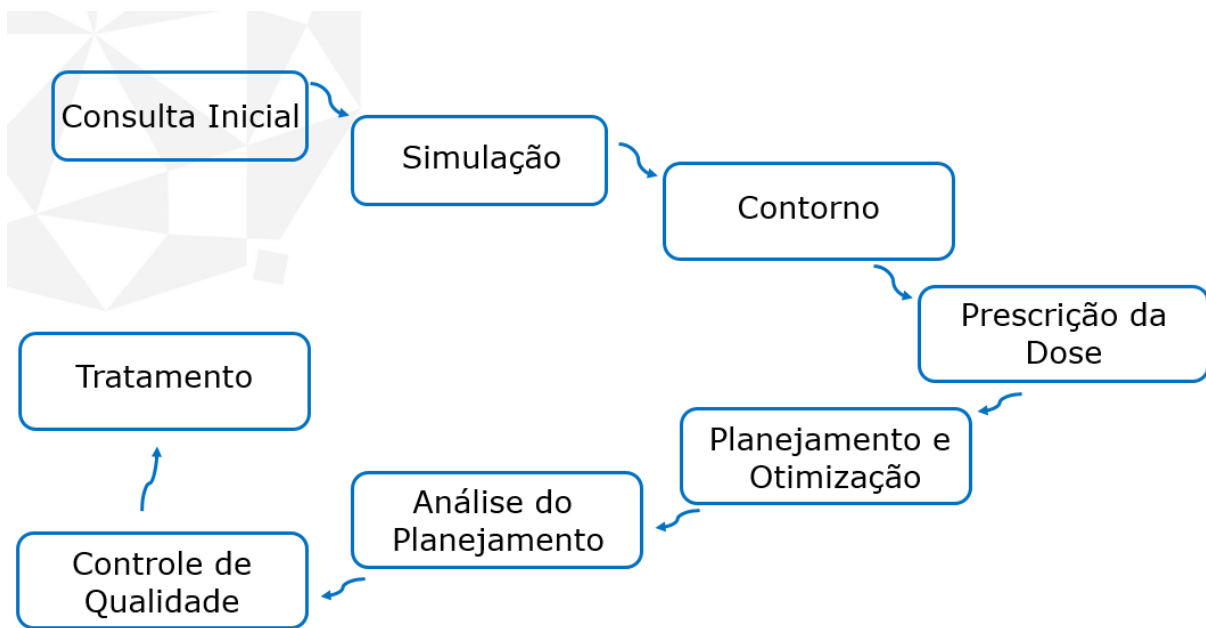 Consulta Inicial
Simulação
Contorno
Prescrição da
Dose
Planejamento e
Otimização
Análise do
Planejamento
Controle de
Qualidade
Tratamento